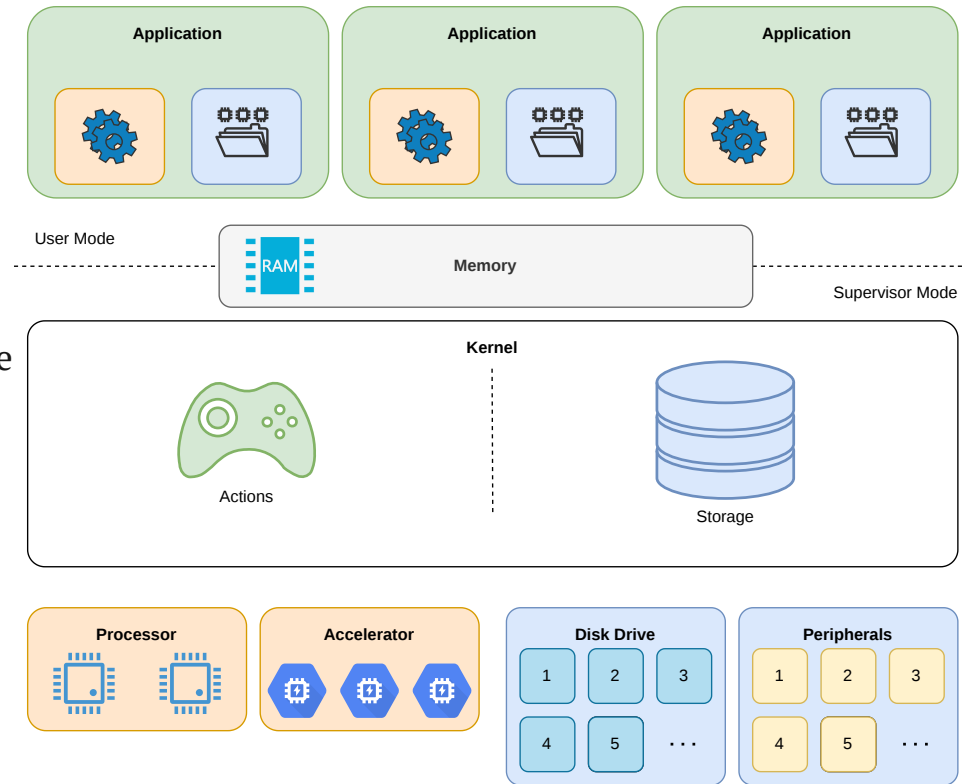 Application
Application
Application
User Mode
RAM
Memory
Supervisor Mode
e
Kernel
Actions
Storage
Processor
Accelerator
Disk Drive
Peripherals
1 2 3
4 5 ...
1 2 3
4 5 ...